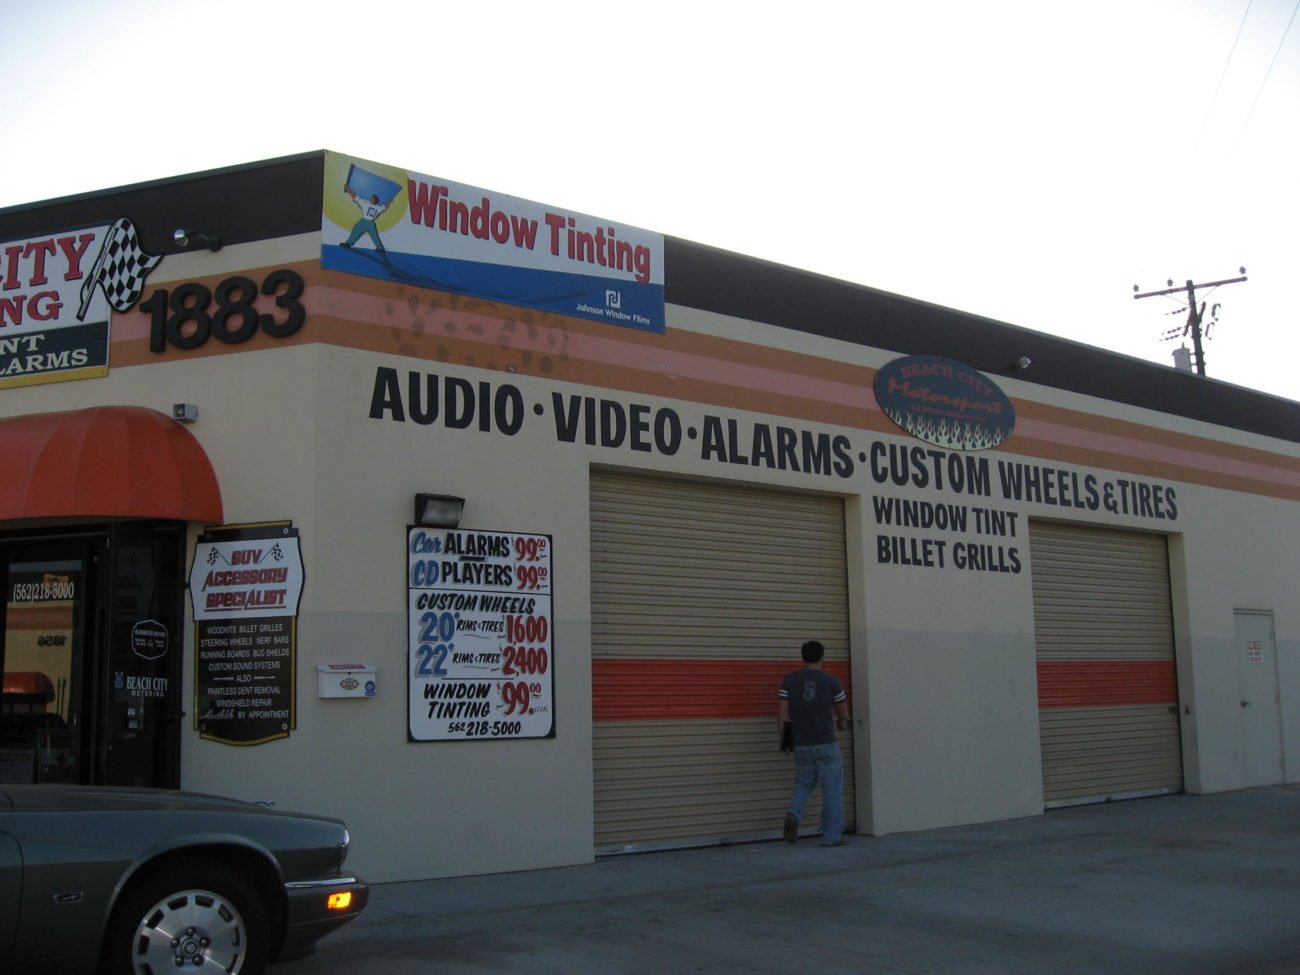 CITY
NG
NT
LARMS
1883
Window Tinting
Johnson Window Films
AUDIO · VIDEO · ALARMS · CUSTOM WHEELS & TIRES
WINDOW TINT
BILLET GRILLS
BEACH CITY
Motorsport
(562)218-5000
BEACH CITY
MOTORING
SUV
ACCESSORY
SPECIALIST
WOODKITS BILLET GRILLES
STEERING WHEELS NERF BARS
RUNNING BOARDS BUG SHIELDS
CUSTOM SOUND SYSTEMS
ALSO
PAINTLESS DENT REMOVAL
WINDSHIELD REPAIR
BY APPOINTMENT
Car ALARMS $99.00
CD PLAYERS $99.00
CUSTOM WHEELS
20" RIMS & TIRES $1600
22" RIMS & TIRES $2400
WINDOW TINTING $99.00
562 218-5000
5